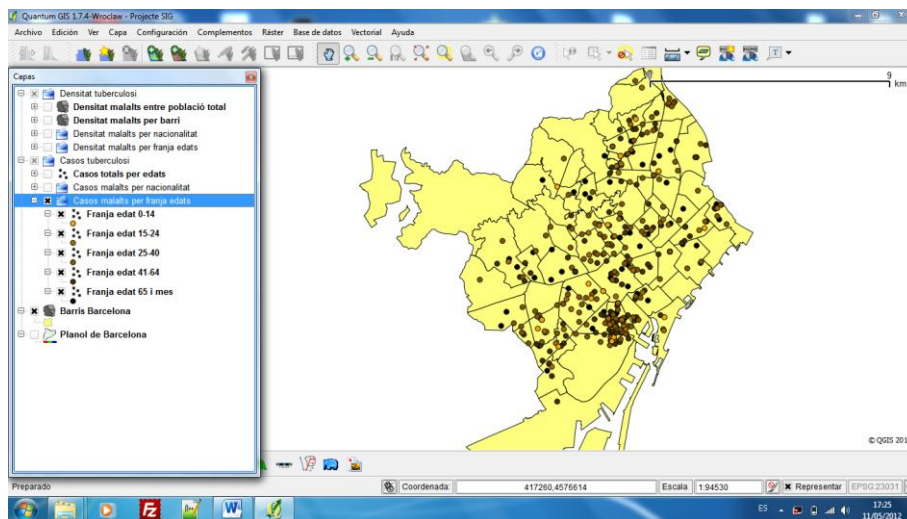 Quantum GIS 1.7.4-Wroclaw - Projecte SIG
Archivo Edición Ver Capa Configuración Complementos Ráster Base de datos Vectorial Ayuda
Capas
Densitat tuberculosi
Densitat malalts entre població total
Densitat malalts per barri
Densitat malalts per nacionalitat
Densitat malalts per franja edats
Casos tuberculosi
Casos totals per edats
Casos malalts per nacionalitat
Casos malalts per franja edats
Franja edat 0-14
Franja edat 15-24
Franja edat 25-40
Franja edat 41-64
Franja edat 65 i mes
Barris Barcelona
Planol de Barcelona
9
km
© QGIS 201
Preparado
Coordenada:
417260,4576614
Escala
1:94530
Representar
EPSG:23031
ES
17:25
11/05/2012